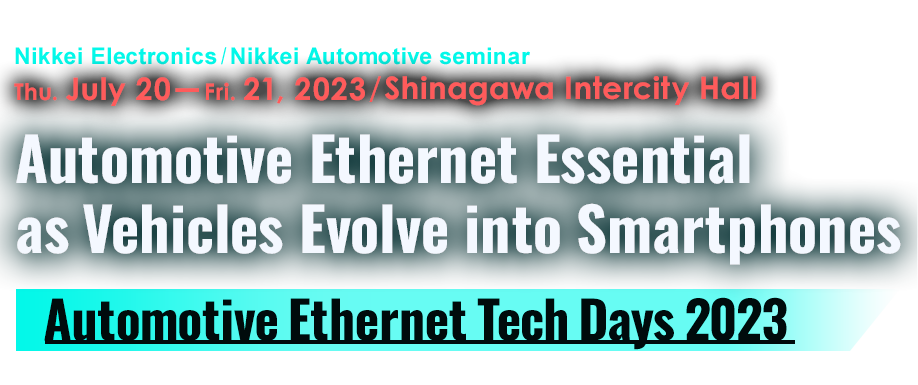 Nikkei Electronics/Nikkei Automotive seminar
Thu. July 20—Fri. 21, 2023/Shinagawa Intercity Hall
Automotive Ethernet Essential
as Vehicles Evolve into Smartphones
Automotive Ethernet Tech Days 2023